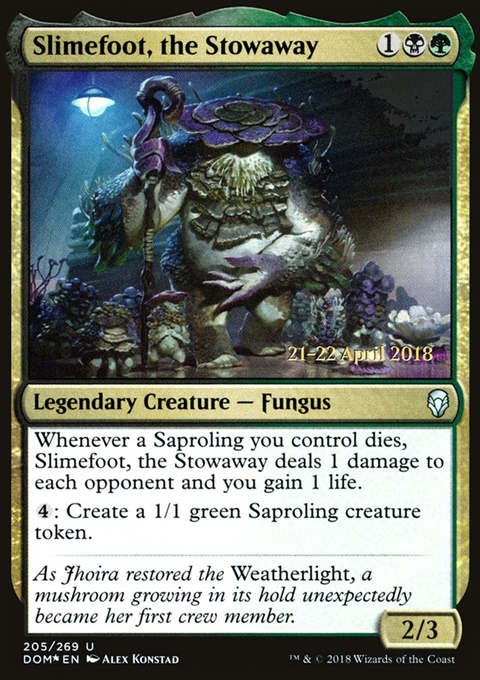 Slimefoot, the Stowaway 1
21-22 April 2018
Legendary Creature — Fungus
Whenever a Saproling you control dies,
Slimefoot, the Stowaway deals 1 damage to
each opponent and you gain 1 life.
4: Create a 1/1 green Saproling creature
token.
As Jhoira restored the Weatherlight, a
mushroom growing in its hold unexpectedly
became her first crew member.
2/3
205/269 U
DOM★EN Alex Konstad
™ & © 2018 Wizards of the Coast